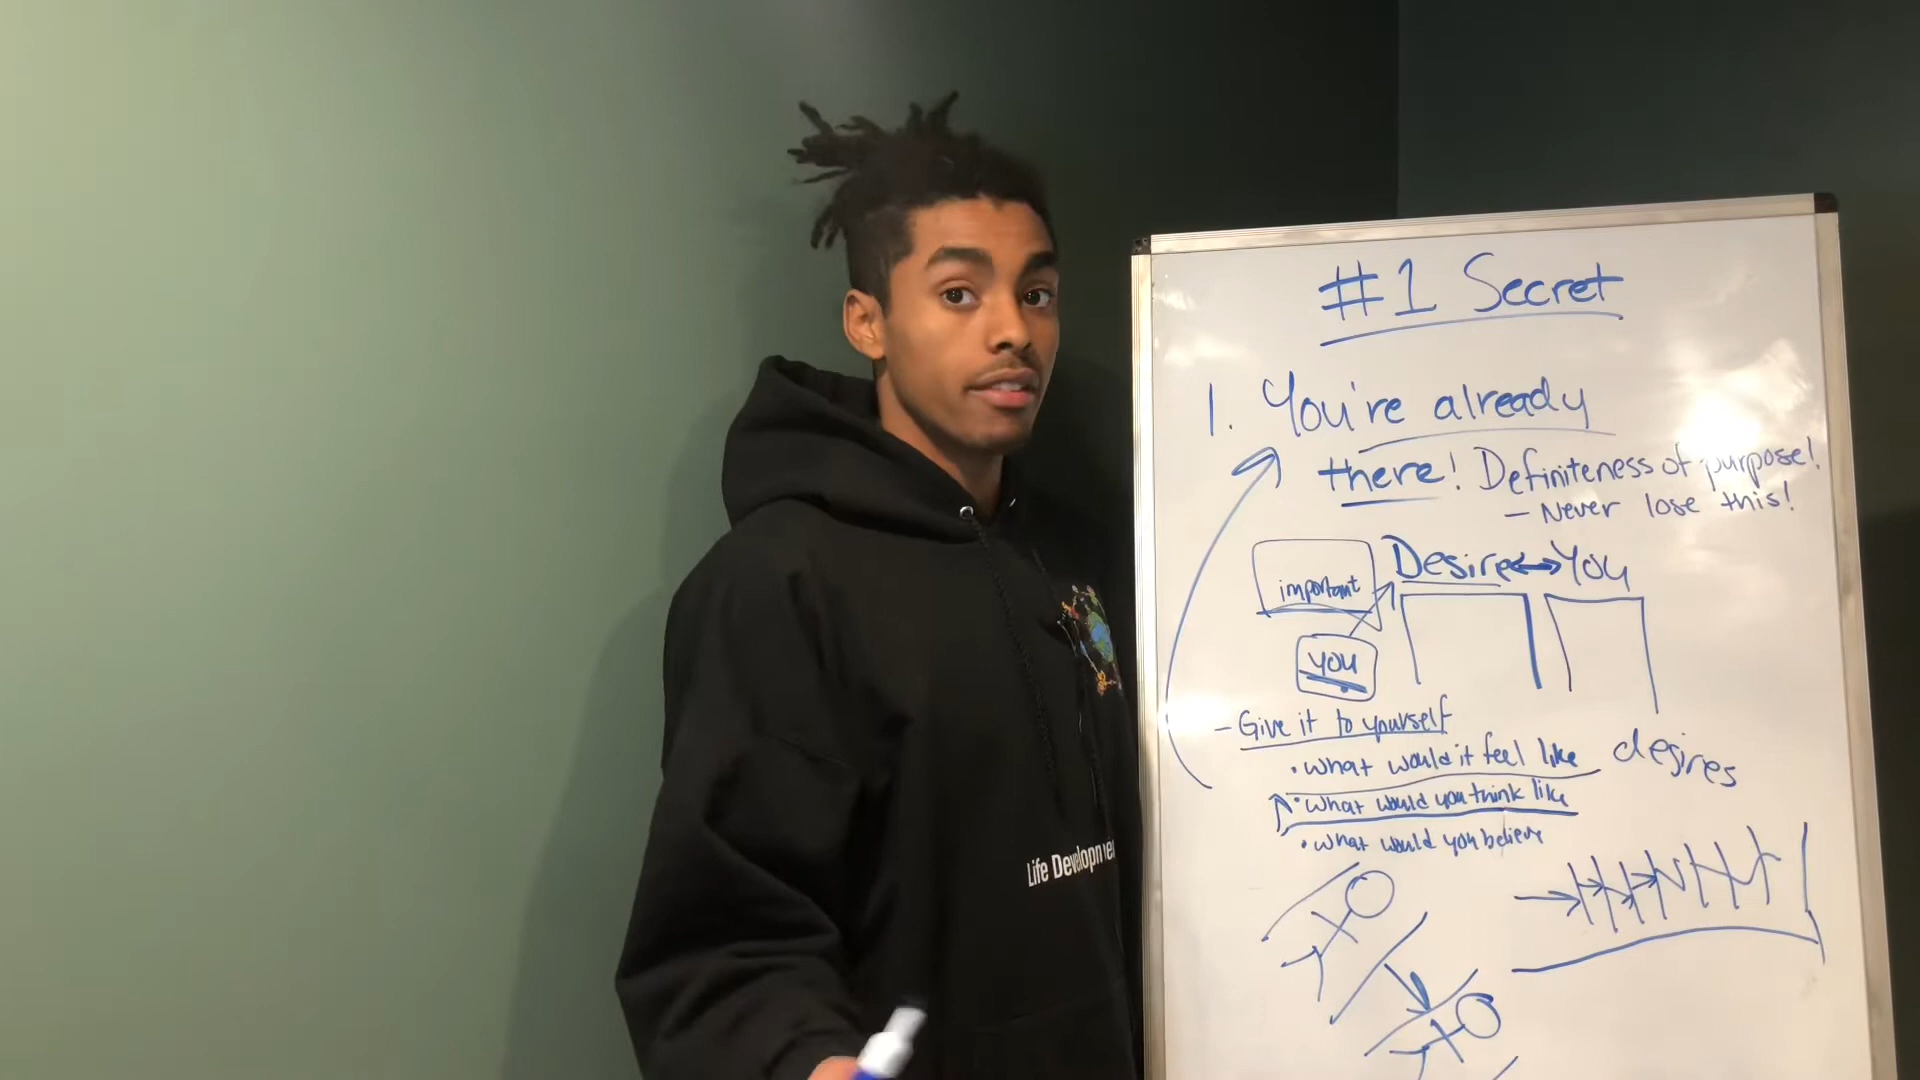 #1 Secret
1. You're already
there! Definiteness of purpose!
- Never lose this!
important Desire ↔ You
you
- Give it to yourself
• what would it feel like desires
• what would you think like
• what would you believe
Life Developme